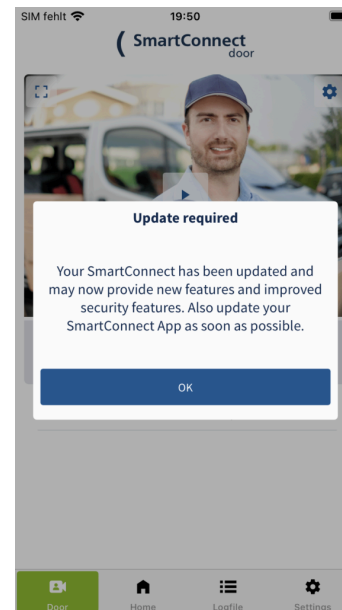 SIM fehlt 19:50
SmartConnect
door
Update required
Your SmartConnect has been updated and
may now provide new features and improved
security features. Also update your
SmartConnect App as soon as possible.
OK
Door Home Logfile Settings